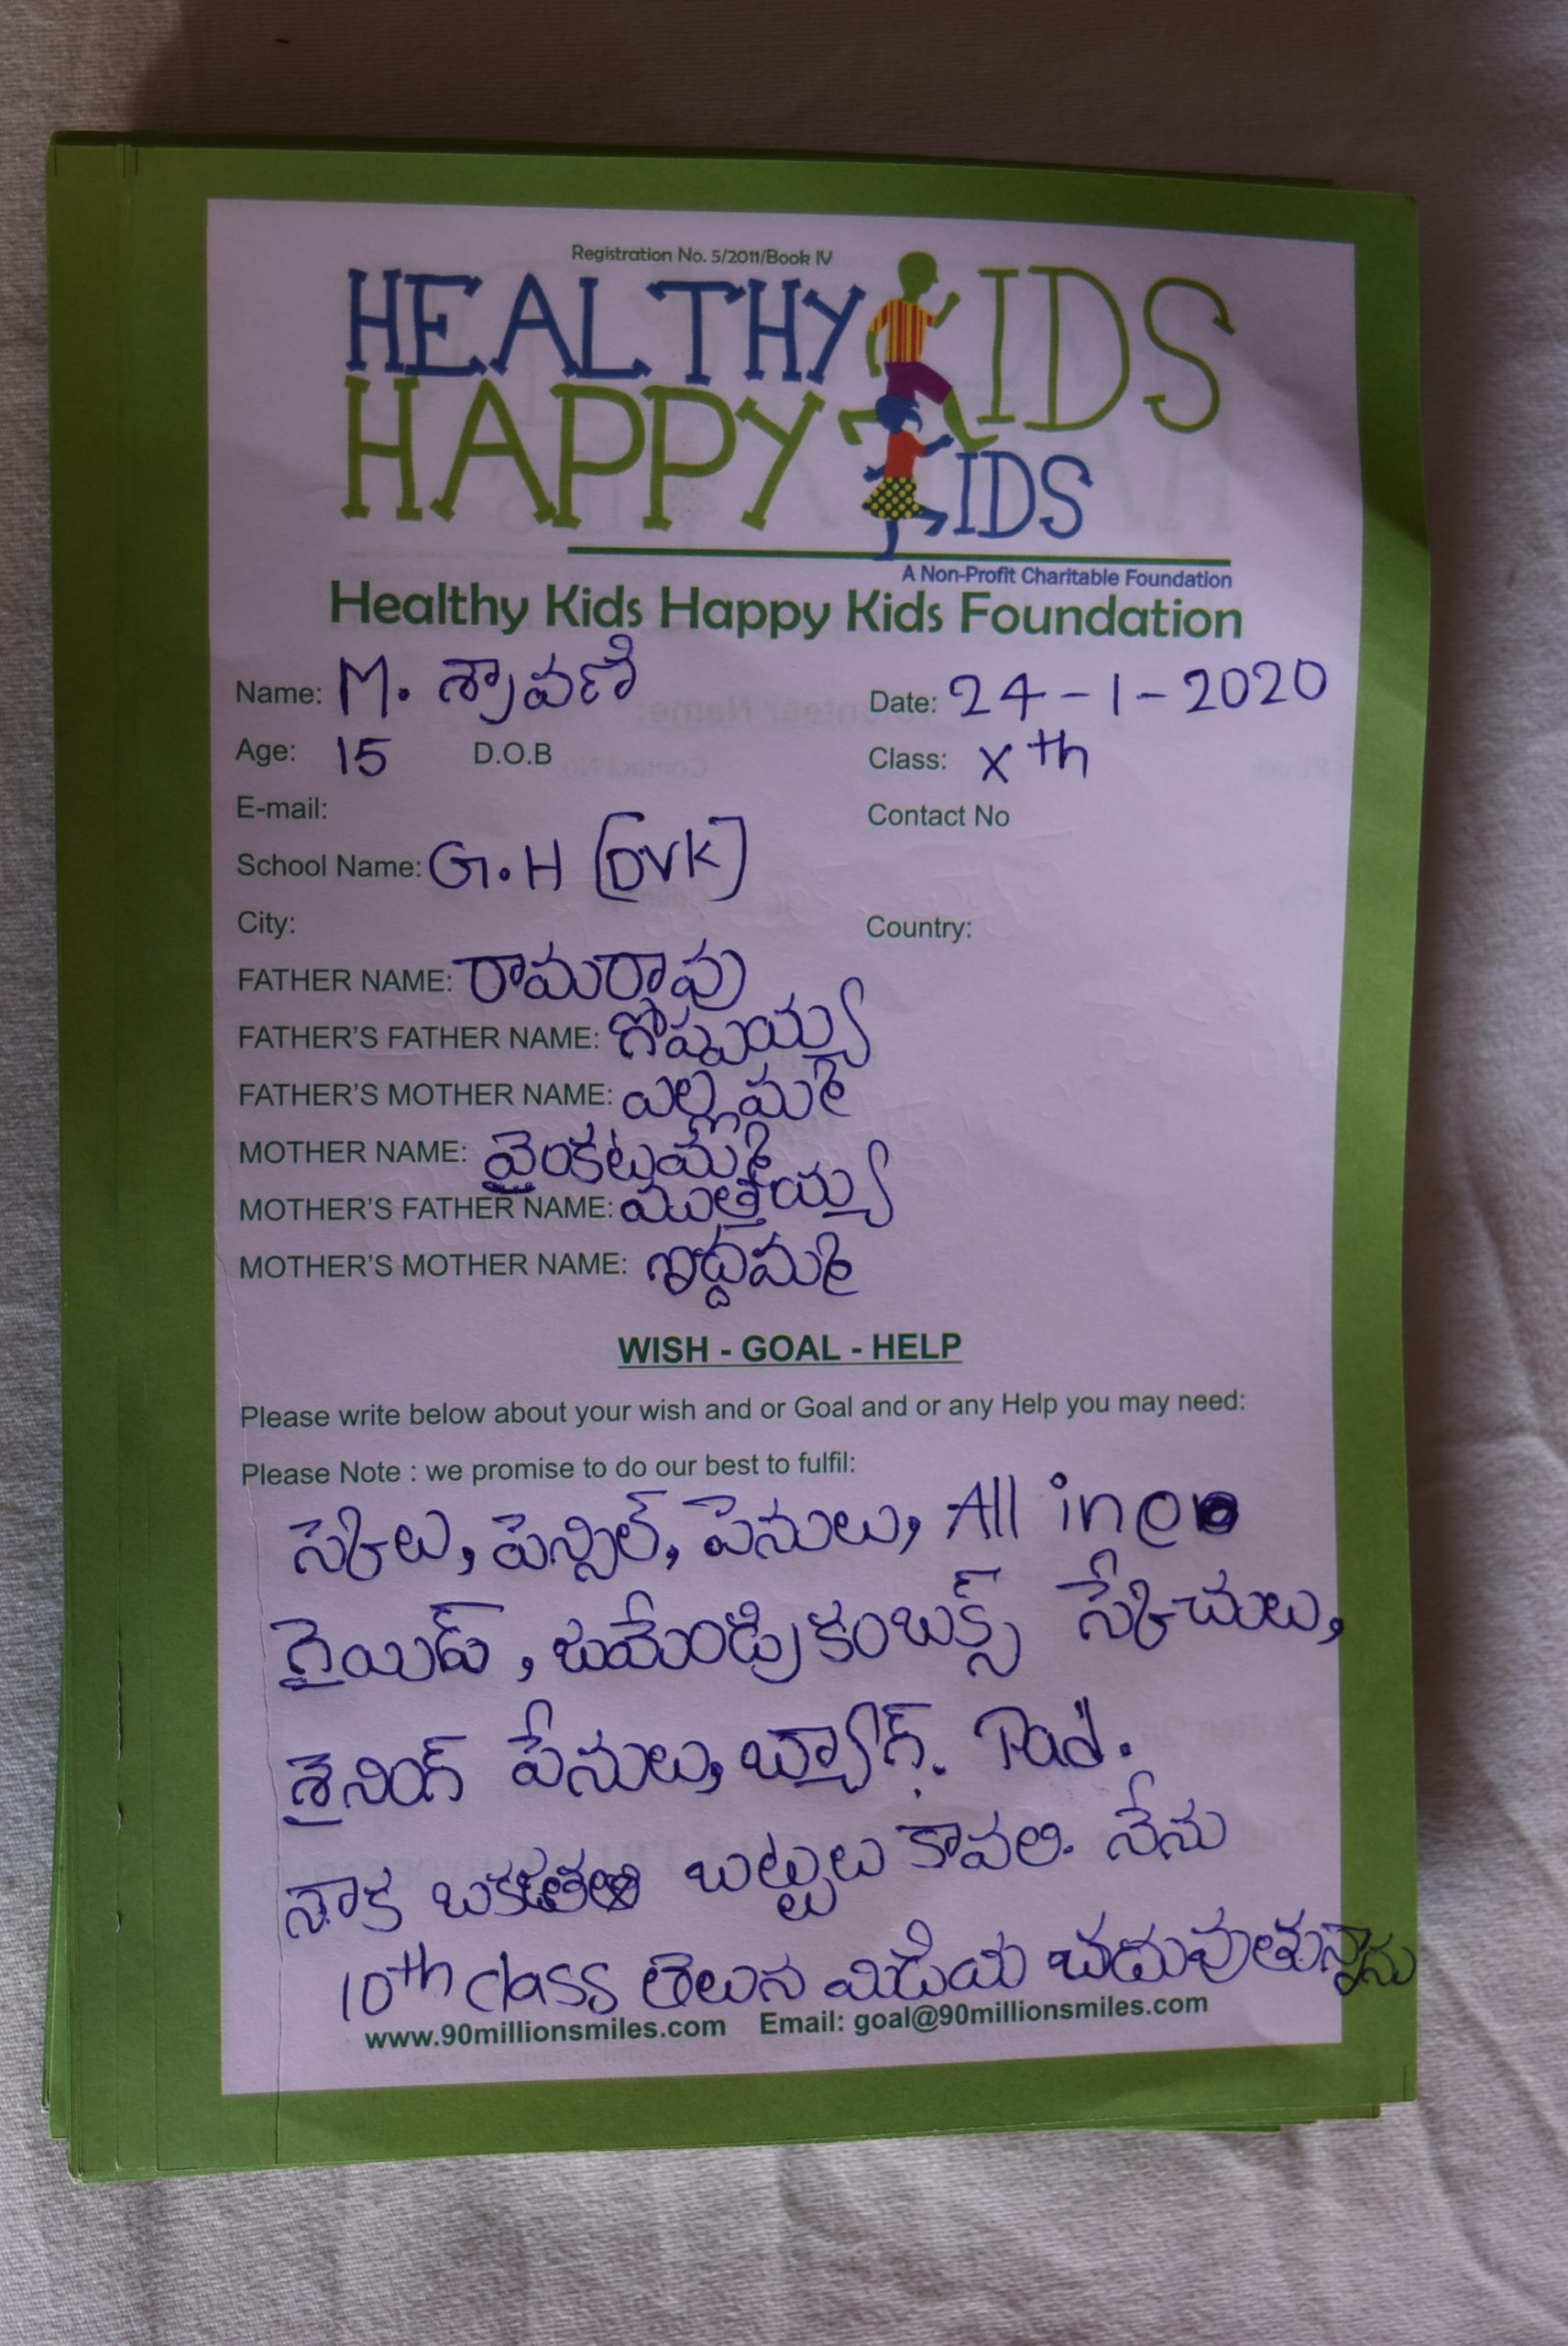 Registration No. 5/2011/Book IV
HEALTHY KIDS
HAPPY KIDS
A Non-Profit Charitable Foundation
Healthy Kids Happy Kids Foundation
Name: M. శ్రావణి Date: 24-1-2020
Age: 15 D.O.B Class: Xth
E-mail: Contact No
School Name: G.H [DVK]
City: Country:
FATHER NAME: రామరావు
FATHER'S FATHER NAME: గోప్పయ్య
FATHER'S MOTHER NAME: ఎల్లమ్మ
MOTHER NAME: వైంకటమ్మ
MOTHER'S FATHER NAME: ముత్తయ్య
MOTHER'S MOTHER NAME:
WISH - GOAL - HELP
Please write below about your wish and or Goal and or any Help you may need:
Please Note : we promise to do our best to fulfil:
స్కేలు, పెన్సిల్, పెనులు, All in
గైయిడ్, స్కేచులు,
శైనింగ్ పేనులు, బ్యాగ్. Pad.
నాక బట్టులు కావలి. నేను
10th class తెలున మిడియ చదువుతున్నాను
www.90millionsmiles.com Email: goal@90millionsmiles.com